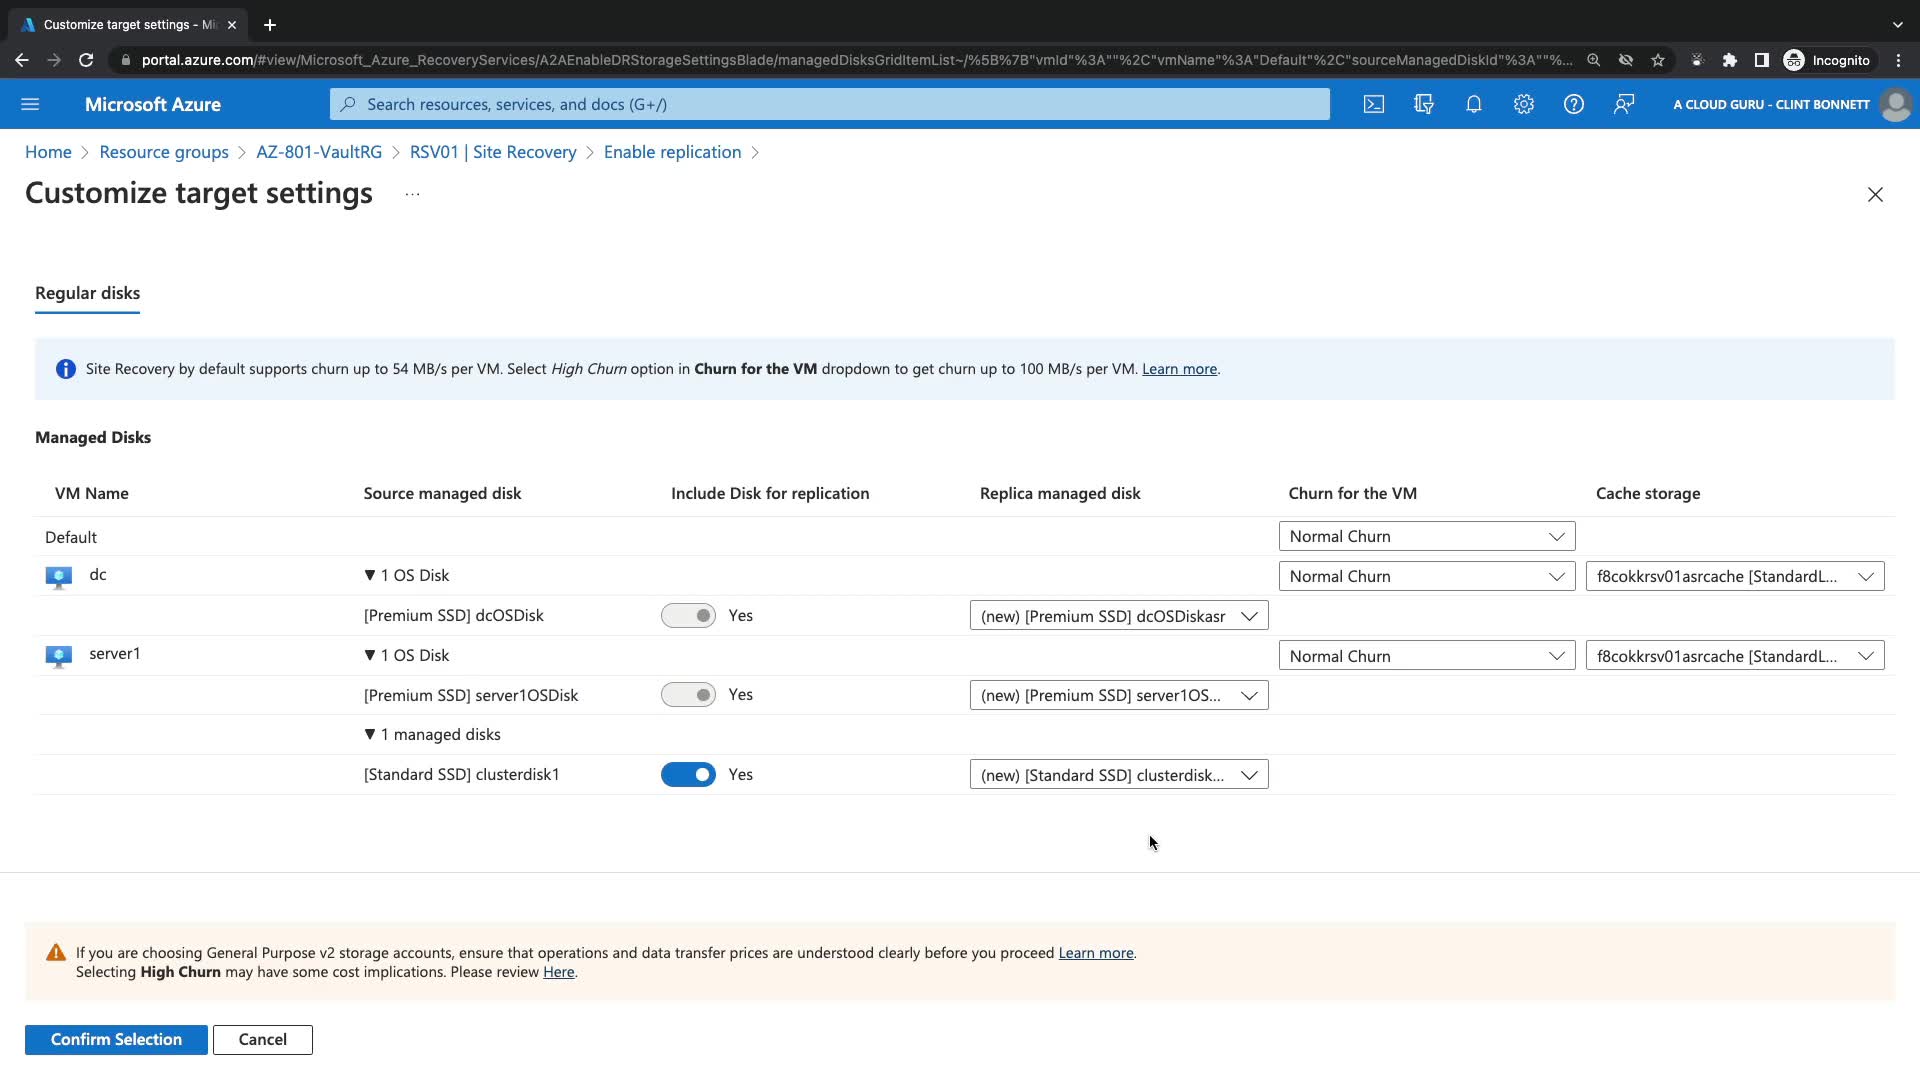 Customize target settings - Mi
portal.azure.com/#view/Microsoft_Azure_RecoveryServices/A2AEnableDRStorageSettingsBlade/managedDisksGridItemList~/%5B%7B"vmId"%3A""%2C"vmName"%3A"Default"%2C"sourceManagedDiskId"%3A""%...
Incognito
Microsoft Azure
Search resources, services, and docs (G+/)
A CLOUD GURU - CLINT BONNETT
Home > Resource groups > AZ-801-VaultRG > RSV01 | Site Recovery > Enable replication >
Customize target settings ...
Regular disks
Site Recovery by default supports churn up to 54 MB/s per VM. Select High Churn option in Churn for the VM dropdown to get churn up to 100 MB/s per VM. Learn more.
Managed Disks
VM Name Source managed disk Include Disk for replication Replica managed disk Churn for the VM Cache storage
Default Normal Churn
dc 1 OS Disk Normal Churn f8cokkrsv01asrcache [StandardL...
[Premium SSD] dcOSDisk Yes (new) [Premium SSD] dcOSDiskasr
server1 1 OS Disk Normal Churn f8cokkrsv01asrcache [StandardL...
[Premium SSD] server1OSDisk Yes (new) [Premium SSD] server1OS...
1 managed disks
[Standard SSD] clusterdisk1 Yes (new) [Standard SSD] clusterdisk...
If you are choosing General Purpose v2 storage accounts, ensure that operations and data transfer prices are understood clearly before you proceed Learn more.
Selecting High Churn may have some cost implications. Please review Here.
Confirm Selection Cancel